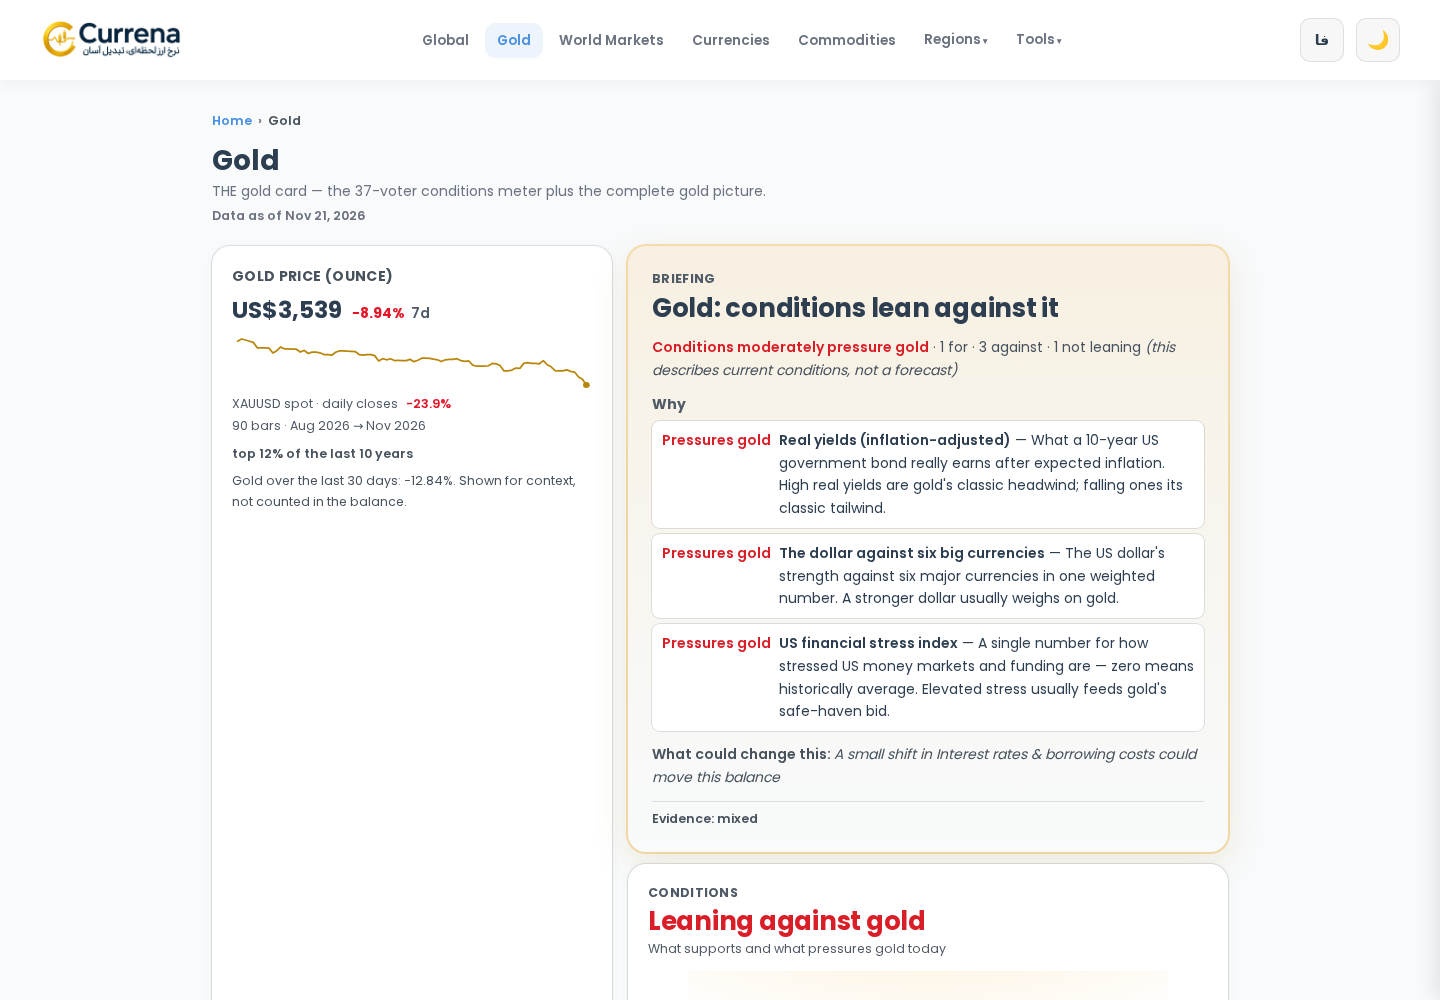 Currena
نرخ ارز لحظه‌ای، تبدیل آسان
Global
Gold
World Markets
Currencies
Commodities
Regions ▾
Tools ▾
فا
Home › Gold
Gold
THE gold card — the 37-voter conditions meter plus the complete gold picture.
Data as of Nov 21, 2026
GOLD PRICE (OUNCE)
US$3,539 -8.94% 7d
XAUUSD spot · daily closes -23.9%
90 bars · Aug 2026 → Nov 2026
top 12% of the last 10 years
Gold over the last 30 days: -12.84%. Shown for context,
not counted in the balance.
BRIEFING
Gold: conditions lean against it
Conditions moderately pressure gold · 1 for · 3 against · 1 not leaning (this
describes current conditions, not a forecast)
Why
Pressures gold Real yields (inflation-adjusted) — What a 10-year US
government bond really earns after expected inflation.
High real yields are gold's classic headwind; falling ones its
classic tailwind.
Pressures gold The dollar against six big currencies — The US dollar's
strength against six major currencies in one weighted
number. A stronger dollar usually weighs on gold.
Pressures gold US financial stress index — A single number for how
stressed US money markets and funding are — zero means
historically average. Elevated stress usually feeds gold's
safe-haven bid.
What could change this: A small shift in Interest rates & borrowing costs could
move this balance
Evidence: mixed
CONDITIONS
Leaning against gold
What supports and what pressures gold today